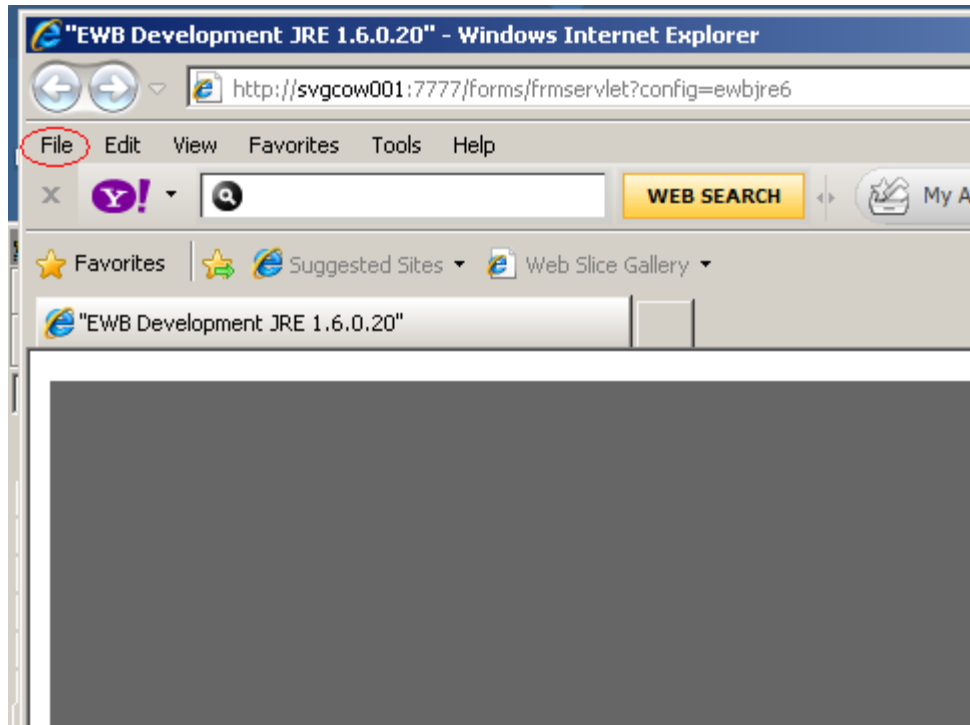 "EWB Development JRE 1.6.0.20" - Windows Internet Explorer
http://svgcow001:7777/forms/frmservlet?config=ewbjre6
File Edit View Favorites Tools Help
Y! WEB SEARCH My A
Favorites Suggested Sites Web Slice Gallery
"EWB Development JRE 1.6.0.20"